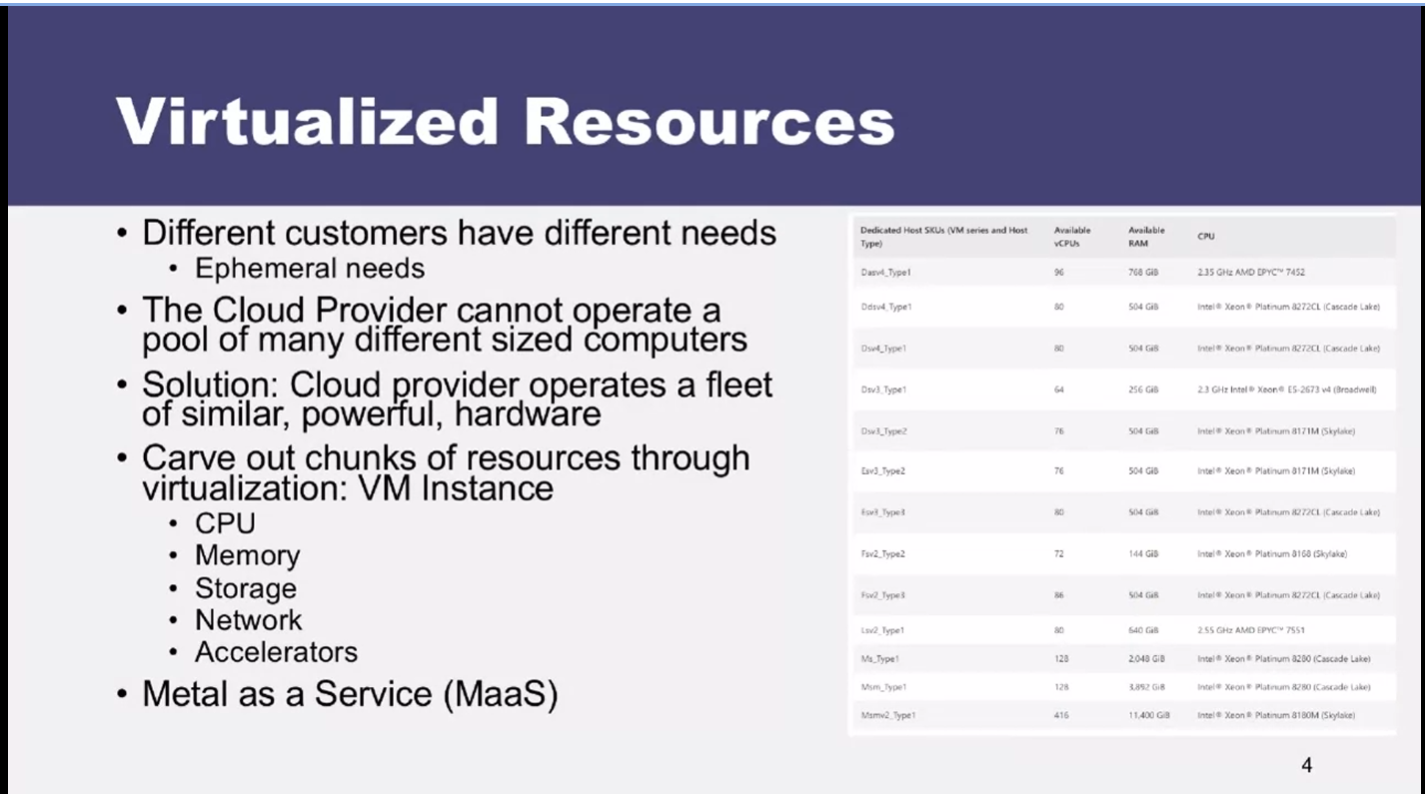 Virtualized Resources
• Different customers have different needs
• Ephemeral needs
• The Cloud Provider cannot operate a
pool of many different sized computers
• Solution: Cloud provider operates a fleet
of similar, powerful, hardware
• Carve out chunks of resources through
virtualization: VM Instance
• CPU
• Memory
• Storage
• Network
• Accelerators
• Metal as a Service (MaaS)
Dedicated Host SKUs (VM series and Host Type) Available vCPUs Available RAM CPU
Dasv4_Type1 96 768 GiB 2.35 GHz AMD EPYC™ 7452
Ddsv4_Type1 80 504 GiB Intel® Xeon® Platinum 8272CL (Cascade Lake)
Dsv4_Type1 80 504 GiB Intel® Xeon® Platinum 8272CL (Cascade Lake)
Dsv3_Type1 64 256 GiB 2.3 GHz Intel® Xeon® E5-2673 v4 (Broadwell)
Dsv3_Type2 76 504 GiB Intel® Xeon® Platinum 8171M (Skylake)
Esv3_Type2 76 504 GiB Intel® Xeon® Platinum 8171M (Skylake)
Esv3_Type3 80 504 GiB Intel® Xeon® Platinum 8272CL (Cascade Lake)
Fsv2_Type2 72 144 GiB Intel® Xeon® Platinum 8168 (Skylake)
Fsv2_Type3 86 504 GiB Intel® Xeon® Platinum 8272CL (Cascade Lake)
Lsv2_Type1 80 640 GiB 2.55 GHz AMD EPYC™ 7551
Ms_Type1 128 2,048 GiB Intel® Xeon® Platinum 8280 (Cascade Lake)
Msm_Type1 128 3,892 GiB Intel® Xeon® Platinum 8280 (Cascade Lake)
Msmv2_Type1 416 11,400 GiB Intel® Xeon® Platinum 8180M (Skylake)
4